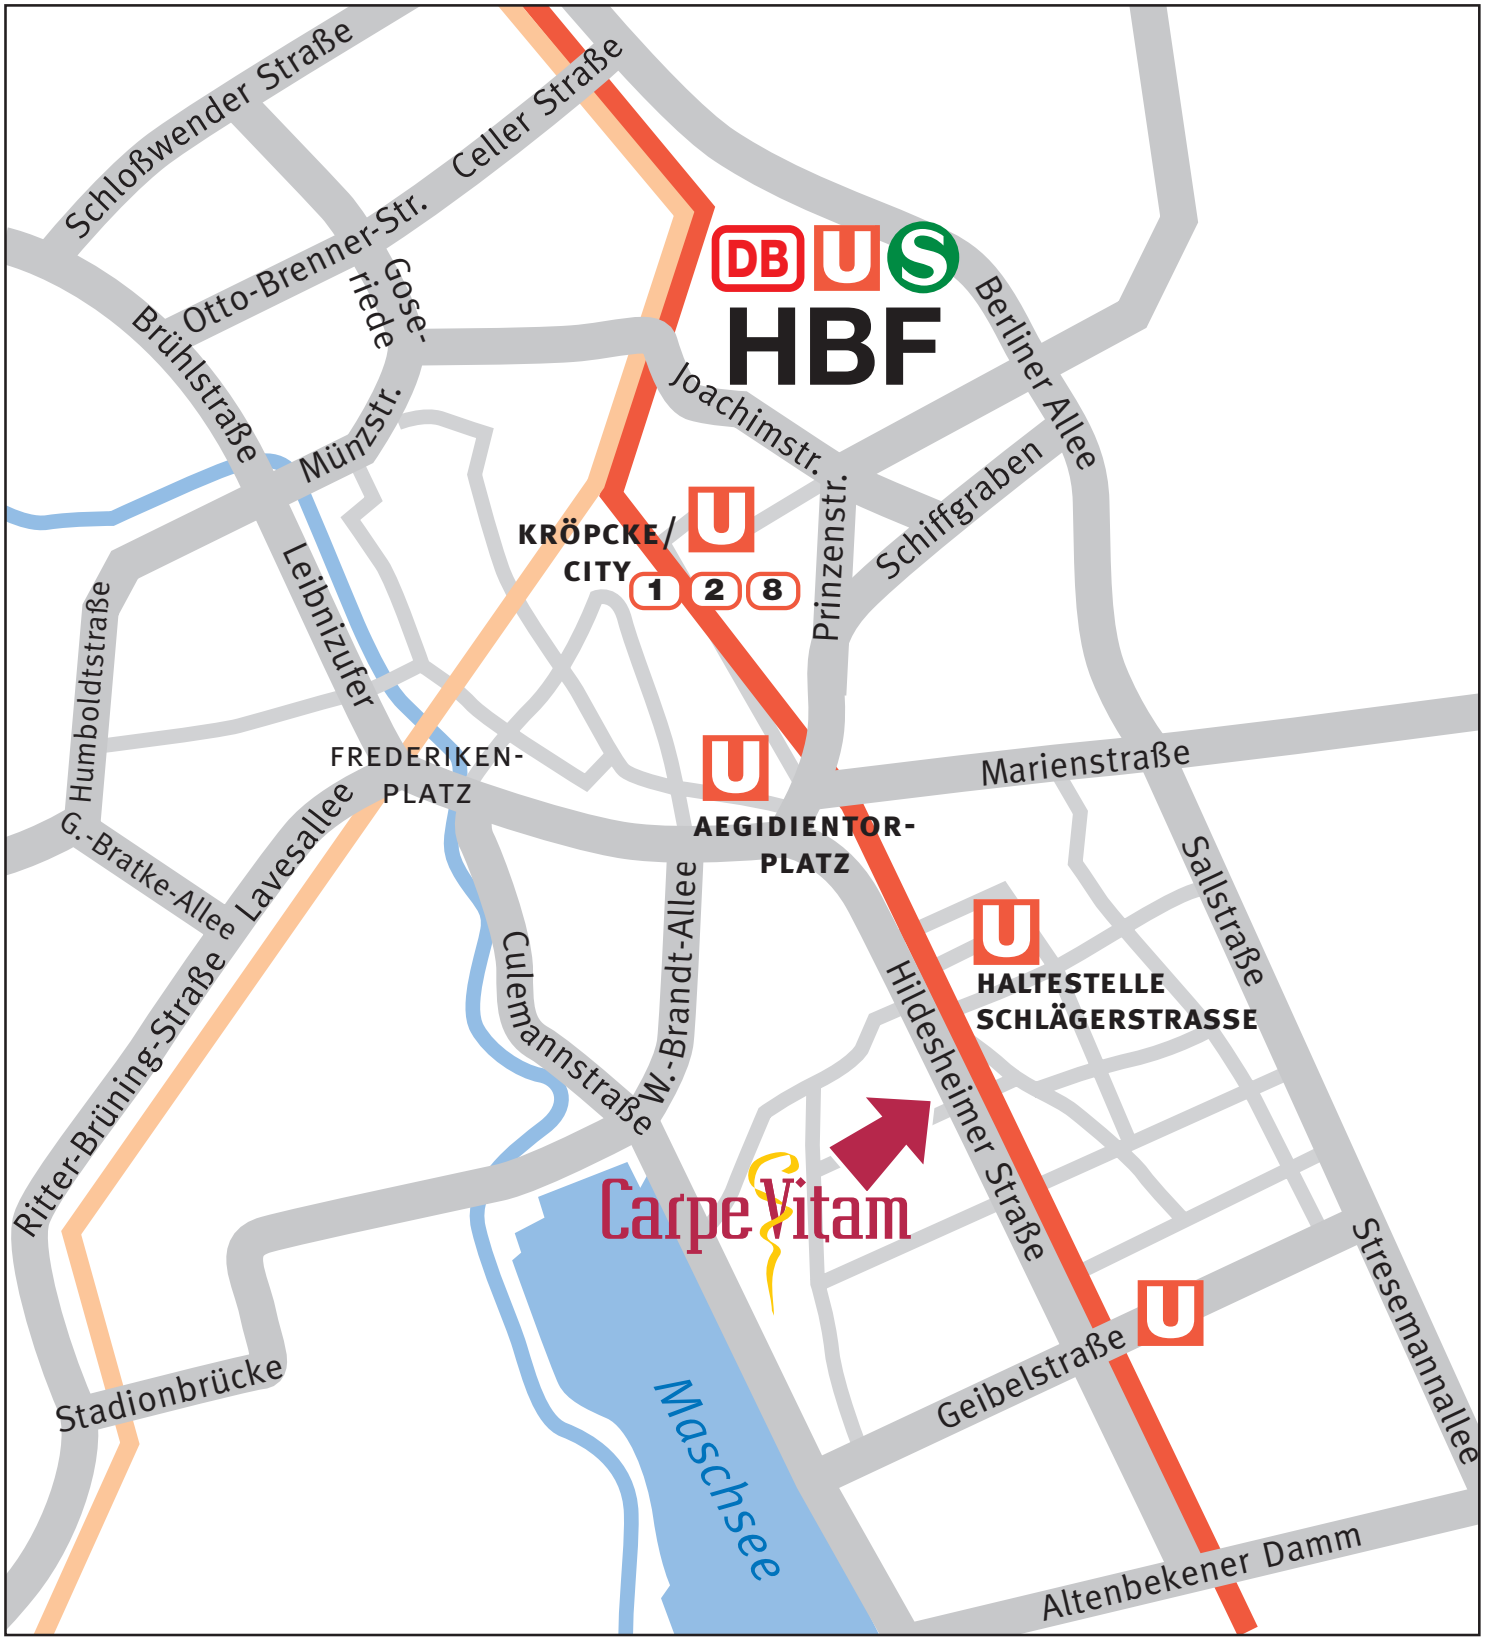 Schloßwender Straße
Celler Straße
Otto-Brenner-Str.
Gose-
riede
Brühlstraße
DB U S
HBF
Berliner Allee
Joachimstr.
Münzstr.
Schiffgraben
Prinzenstr.
U
KRÖPCKE/
CITY
1 2 8
Leibnizufer
Humboldtstraße
FREDERIKEN-
PLATZ
U
AEGIDIENTOR-
PLATZ
Marienstraße
G.-Bratke-Allee
Lavesallee
Sallstraße
W.-Brandt-Allee
Culemannstraße
U
HALTESTELLE
SCHLÄGERSTRASSE
Ritter-Brüning-Straße
Hildesheimer Straße
Carpe Vitam
Stresemannallee
U
Geibelstraße
Stadionbrücke
Maschsee
Altenbekener Damm